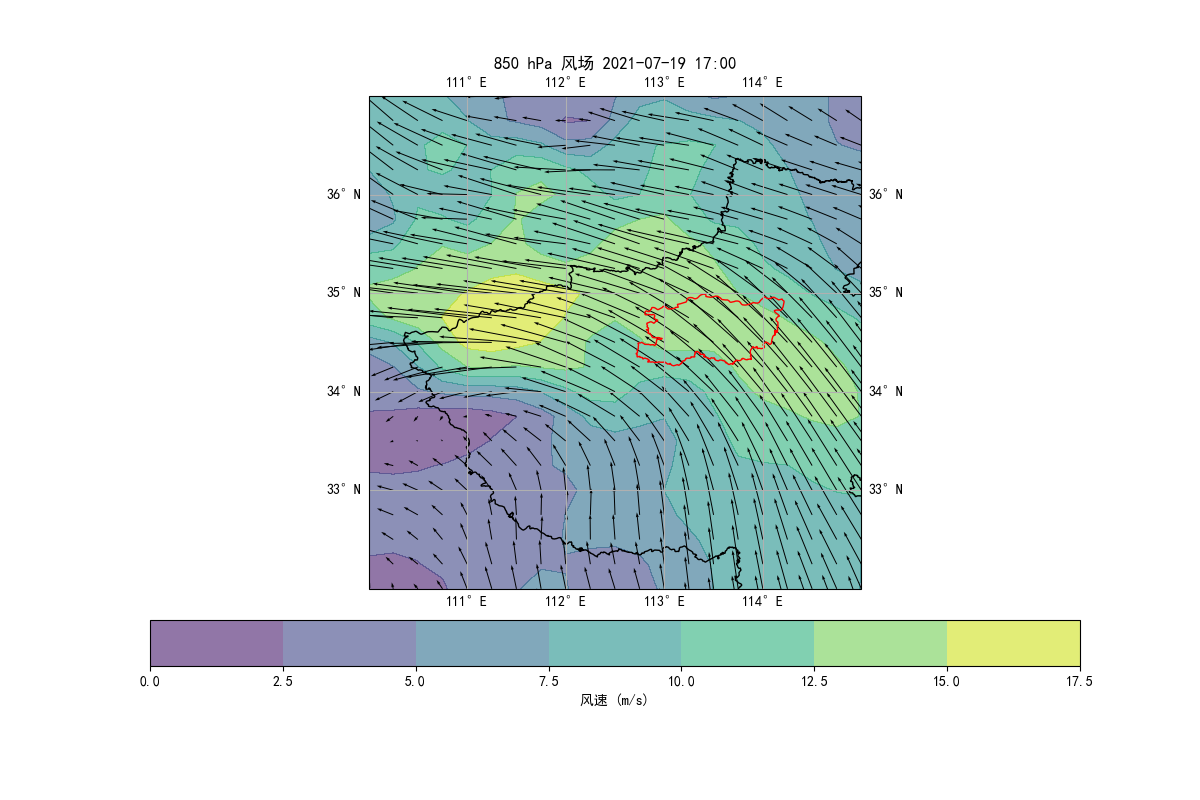 850 hPa 风场 2021-07-19 17:00
111° E 112° E 113° E 114° E
36° N 36° N
35° N 35° N
34° N 34° N
33° N 33° N
111° E 112° E 113° E 114° E
0.0 2.5 5.0 7.5 10.0 12.5 15.0 17.5
风速 (m/s)